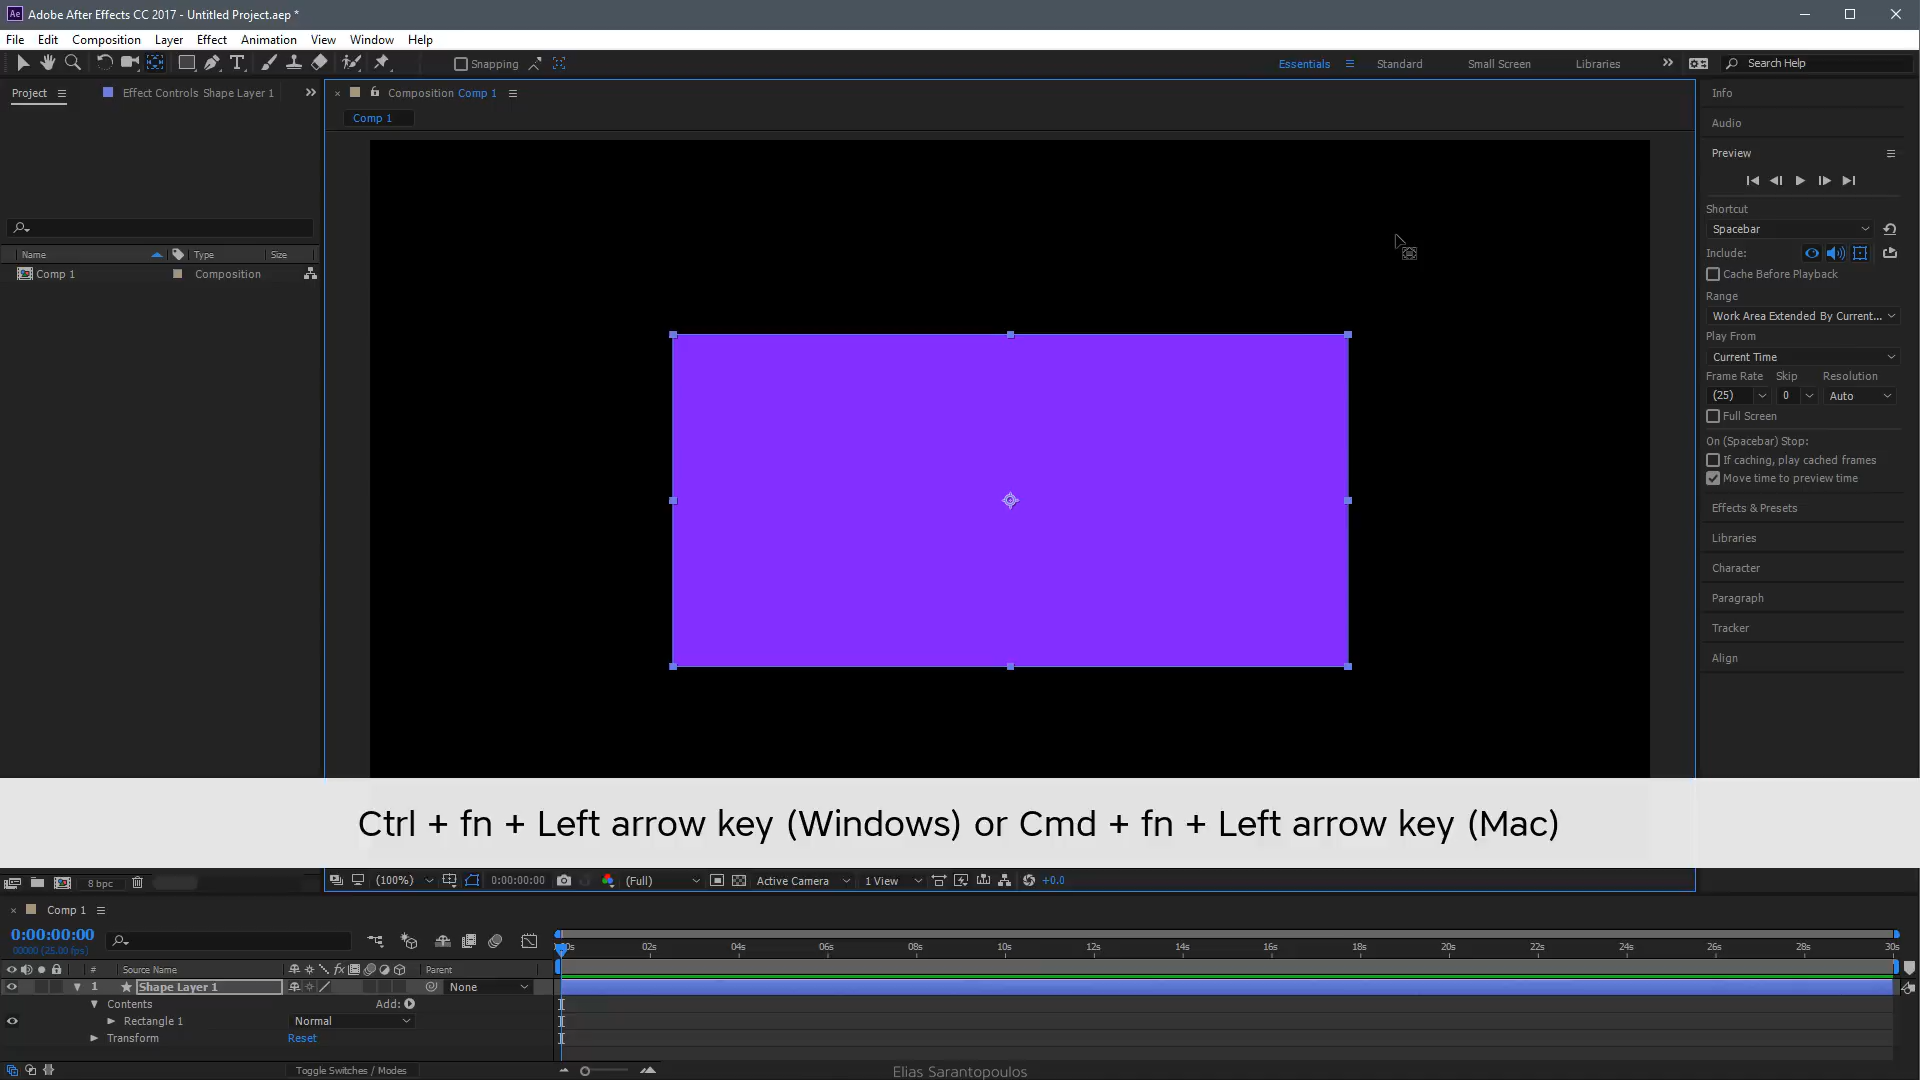 Adobe After Effects CC 2017 - Untitled Project.aep *
File Edit Composition Layer Effect Animation View Window Help
Snapping
Essentials Standard Small Screen Libraries
Search Help
Project
Effect Controls Shape Layer 1
Composition Comp 1
Comp 1
Name Type Size
Comp 1 Composition
Info
Audio
Preview
Shortcut
Spacebar
Include:
Cache Before Playback
Range
Work Area Extended By Current...
Play From
Current Time
Frame Rate Skip Resolution
(25) 0 Auto
Full Screen
On (Spacebar) Stop:
If caching, play cached frames
Move time to preview time
Effects & Presets
Libraries
Character
Paragraph
Tracker
Align
Ctrl + fn + Left arrow key (Windows) or Cmd + fn + Left arrow key (Mac)
8 bpc
(100%) 0:00:00:00 (Full) Active Camera 1 View +0.0
Comp 1
0:00:00:00
00000 (25.00 fps)
02s 04s 06s 08s 10s 12s 14s 16s 18s 20s 22s 24s 26s 28s 30s
# Source Name Parent
1 Shape Layer 1 None
Contents Add:
Rectangle 1 Normal
Transform Reset
Toggle Switches / Modes
Elias Sarantopoulos